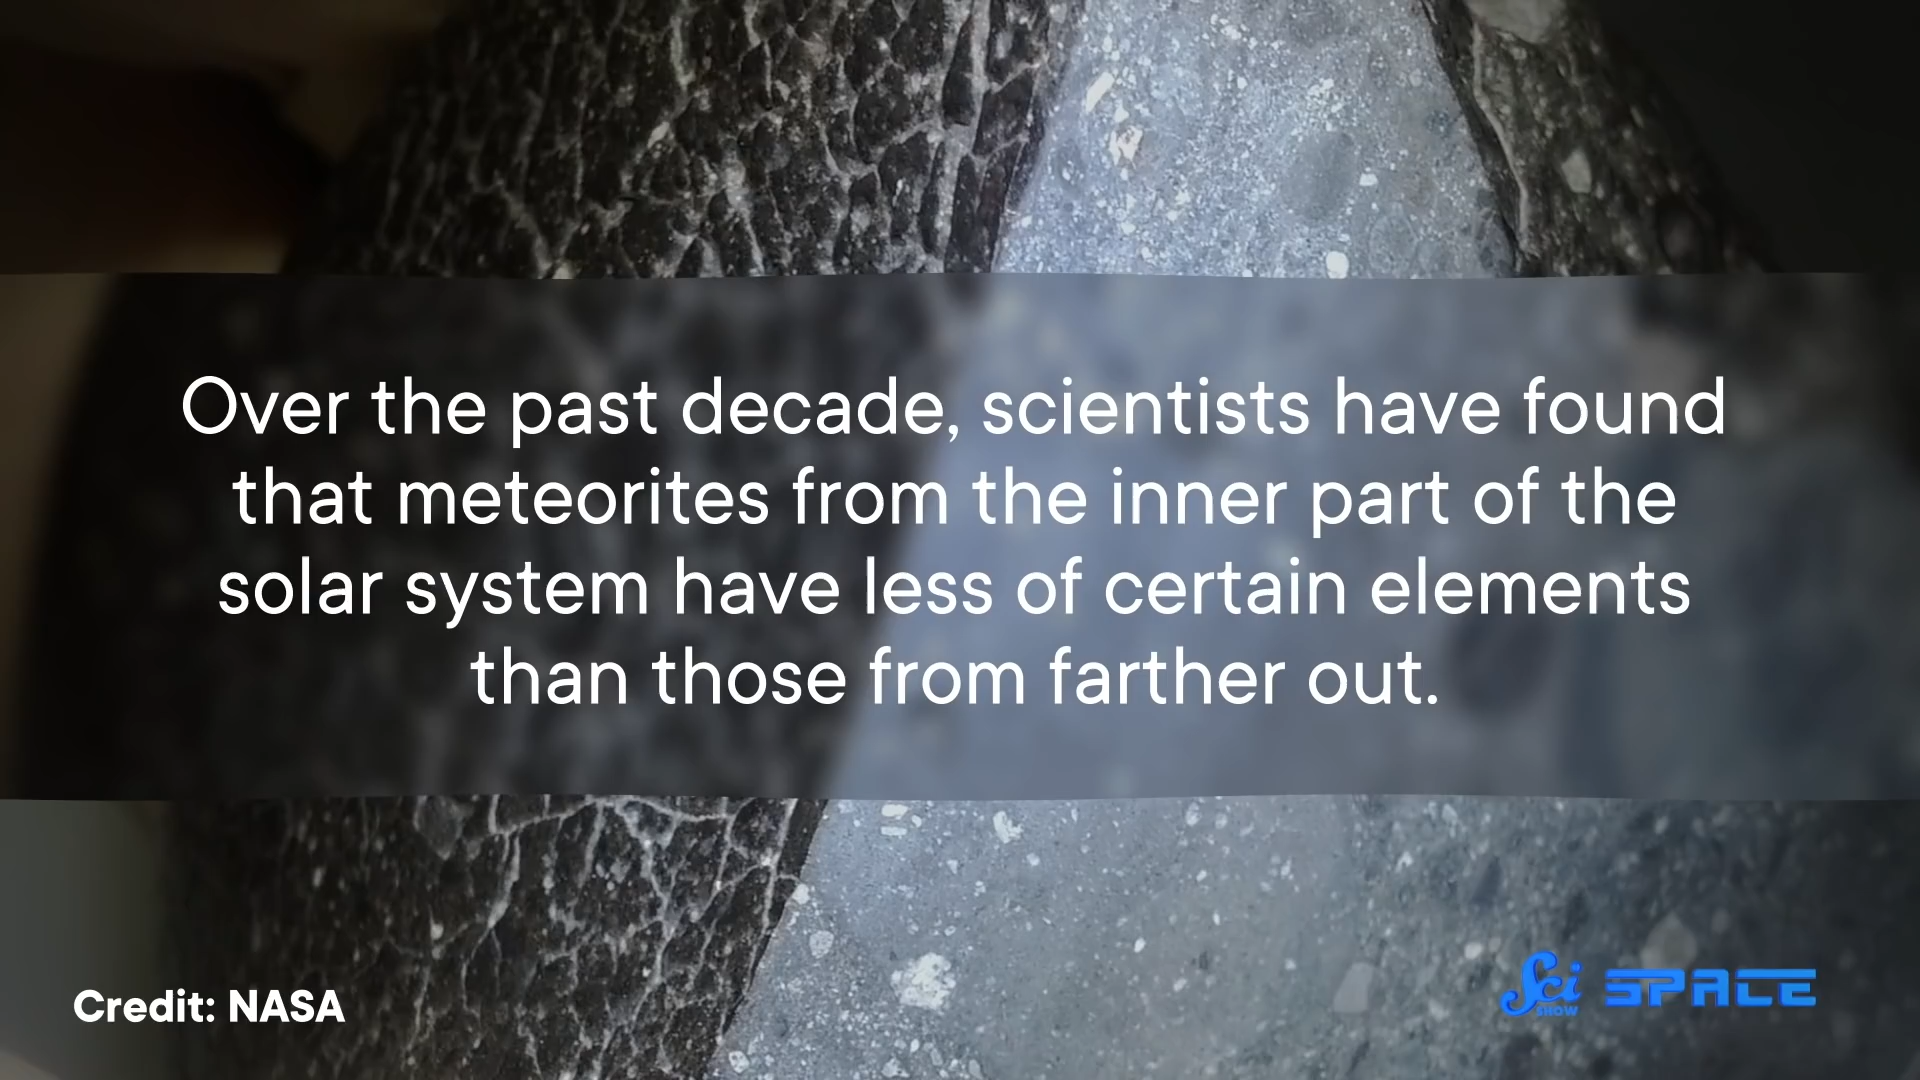 Over the past decade, scientists have found
that meteorites from the inner part of the
solar system have less of certain elements
than those from farther out.
Credit: NASA
Sci SHOW SPACE